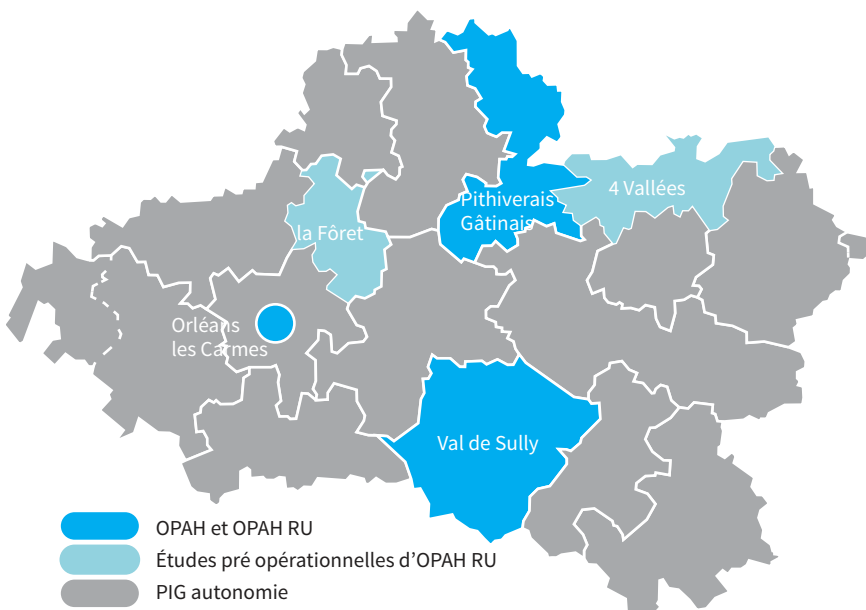 4 Vallées
Pithiverais
Gâtinais
la Fôret
Orléans
les Carmes
Val de Sully
OPAH et OPAH RU
Études pré opérationnelles d’OPAH RU
PIG autonomie